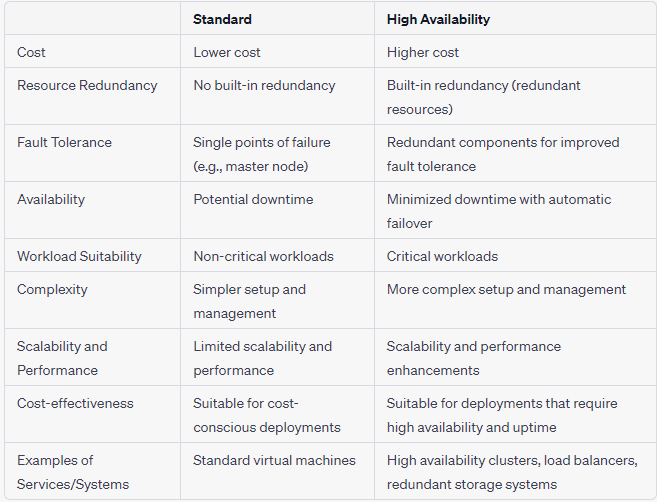 Standard High Availability
Cost Lower cost Higher cost
Resource Redundancy No built-in redundancy Built-in redundancy (redundant
resources)
Fault Tolerance Single points of failure Redundant components for improved
(e.g., master node) fault tolerance
Availability Potential downtime Minimized downtime with automatic
failover
Workload Suitability Non-critical workloads Critical workloads
Complexity Simpler setup and More complex setup and management
management
Scalability and Limited scalability and Scalability and performance
Performance performance enhancements
Cost-effectiveness Suitable for cost- Suitable for deployments that require
conscious deployments high availability and uptime
Examples of Standard virtual machines High availability clusters, load balancers,
Services/Systems redundant storage systems